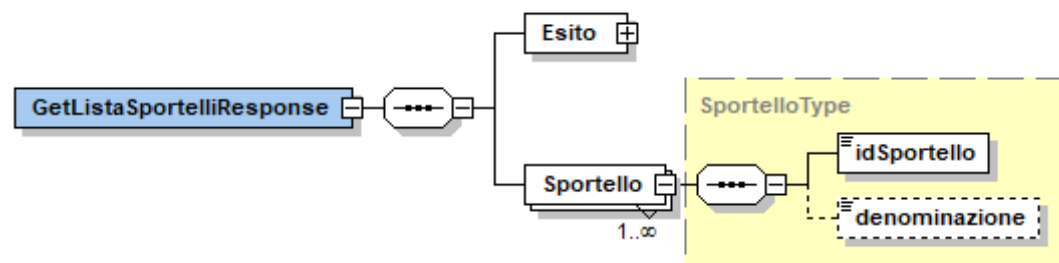 Esito
GetListaSportelliResponse
SportelloType
idSportello
Sportello
denominazione
1..∞